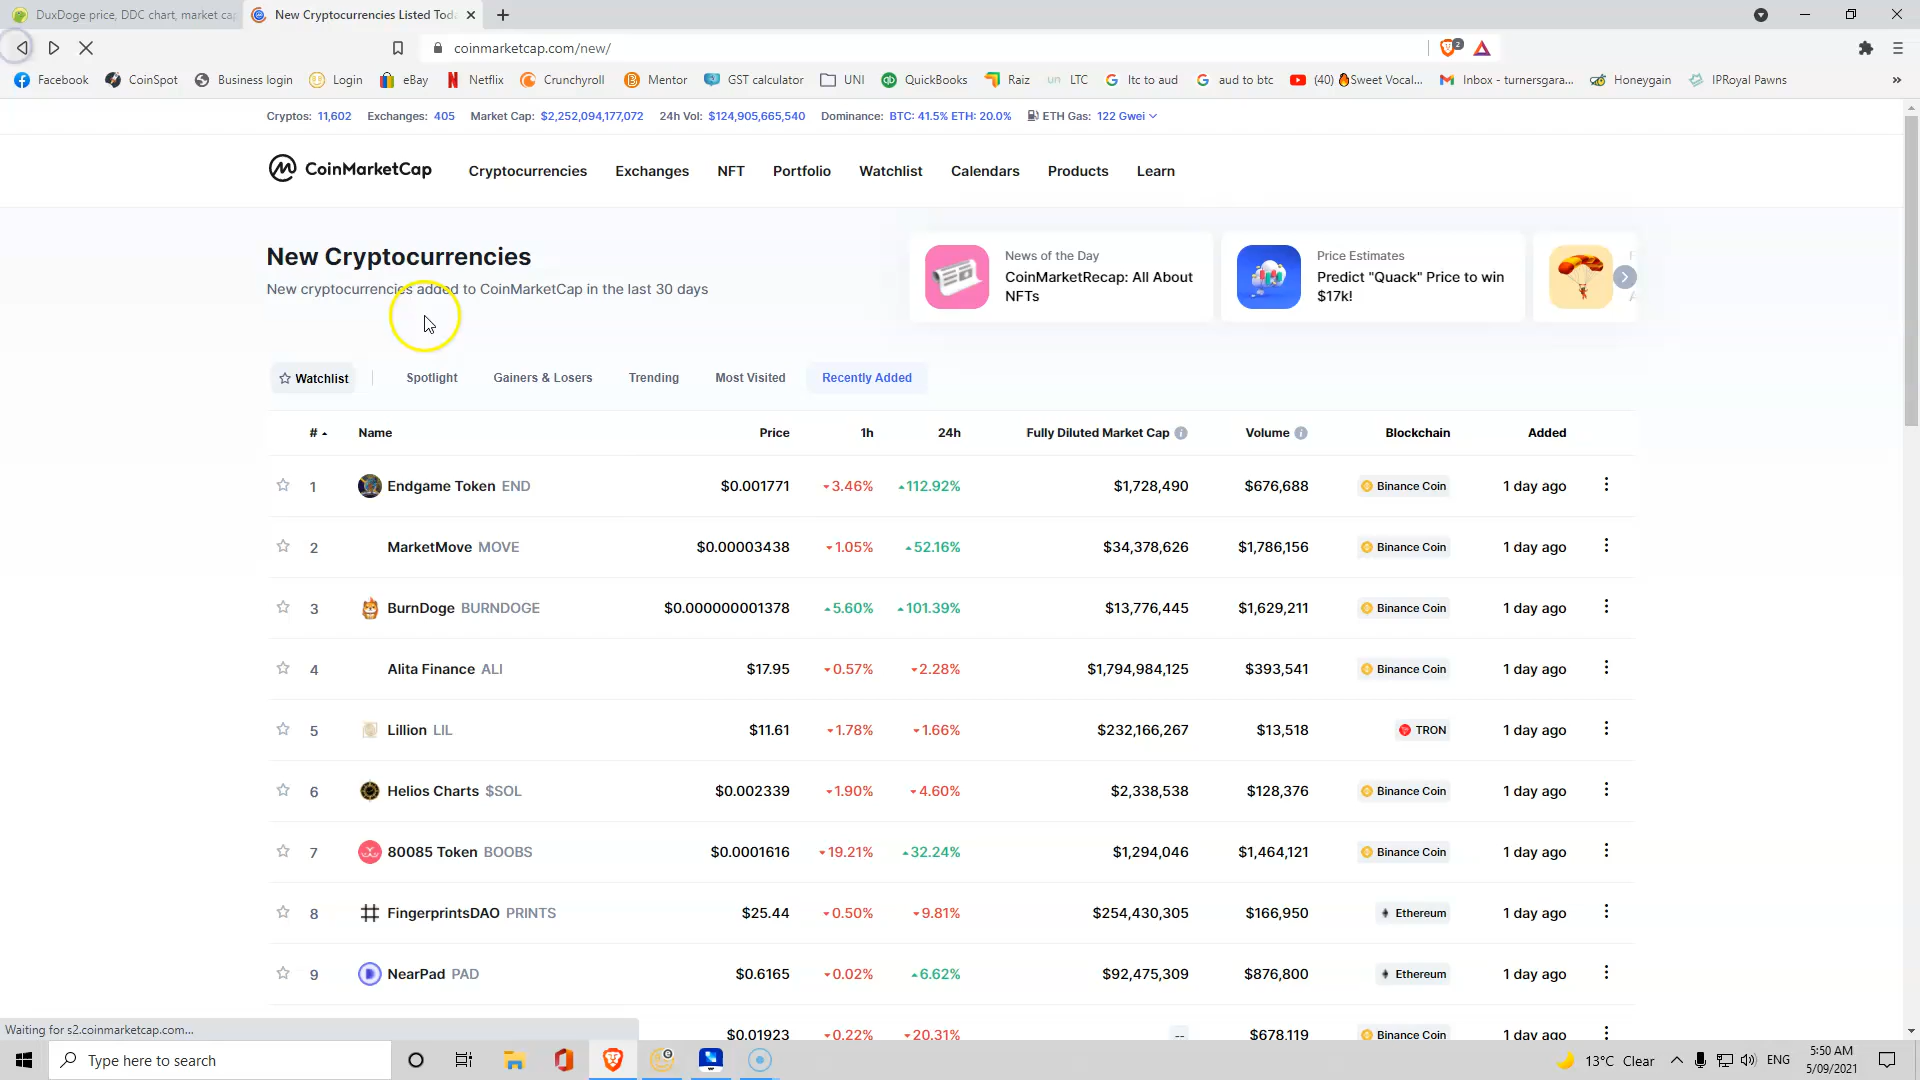 DuxDoge price, DDC chart, market cap
New Cryptocurrencies Listed Toda
coinmarketcap.com/new/
2
Facebook CoinSpot Business login Login eBay Netflix Crunchyroll Mentor GST calculator UNI QuickBooks Raiz LTC ltc to aud aud to btc (40) 🔥Sweet Vocal... Inbox - turnersgara... Honeygain IPRoyal Pawns »
Cryptos: 11,602 Exchanges: 405 Market Cap: $2,252,094,177,072 24h Vol: $124,905,665,540 Dominance: BTC: 41.5% ETH: 20.0% ETH Gas: 122 Gwei
CoinMarketCap Cryptocurrencies Exchanges NFT Portfolio Watchlist Calendars Products Learn
New Cryptocurrencies
New cryptocurrencies added to CoinMarketCap in the last 30 days
News of the Day
CoinMarketRecap: All About
NFTs
Price Estimates
Predict "Quack" Price to win
$17k!
Watchlist Spotlight Gainers & Losers Trending Most Visited Recently Added
# Name Price 1h 24h Fully Diluted Market Cap Volume Blockchain Added
1 Endgame Token END $0.001771 3.46% 112.92% $1,728,490 $676,688 Binance Coin 1 day ago
2 MarketMove MOVE $0.00003438 1.05% 52.16% $34,378,626 $1,786,156 Binance Coin 1 day ago
3 BurnDoge BURNDOGE $0.000000001378 5.60% 101.39% $13,776,445 $1,629,211 Binance Coin 1 day ago
4 Alita Finance ALI $17.95 0.57% 2.28% $1,794,984,125 $393,541 Binance Coin 1 day ago
5 Lillion LIL $11.61 1.78% 1.66% $232,166,267 $13,518 TRON 1 day ago
6 Helios Charts $SOL $0.002339 1.90% 4.60% $2,338,538 $128,376 Binance Coin 1 day ago
7 80085 Token BOOBS $0.0001616 19.21% 32.24% $1,294,046 $1,464,121 Binance Coin 1 day ago
8 FingerprintsDAO PRINTS $25.44 0.50% 9.81% $254,430,305 $166,950 Ethereum 1 day ago
9 NearPad PAD $0.6165 0.02% 6.62% $92,475,309 $876,800 Ethereum 1 day ago
$0.01923 0.22% 20.31% -- $678,119 Binance Coin 1 day ago
Waiting for s2.coinmarketcap.com...
Type here to search
13°C Clear
ENG
5:50 AM
5/09/2021